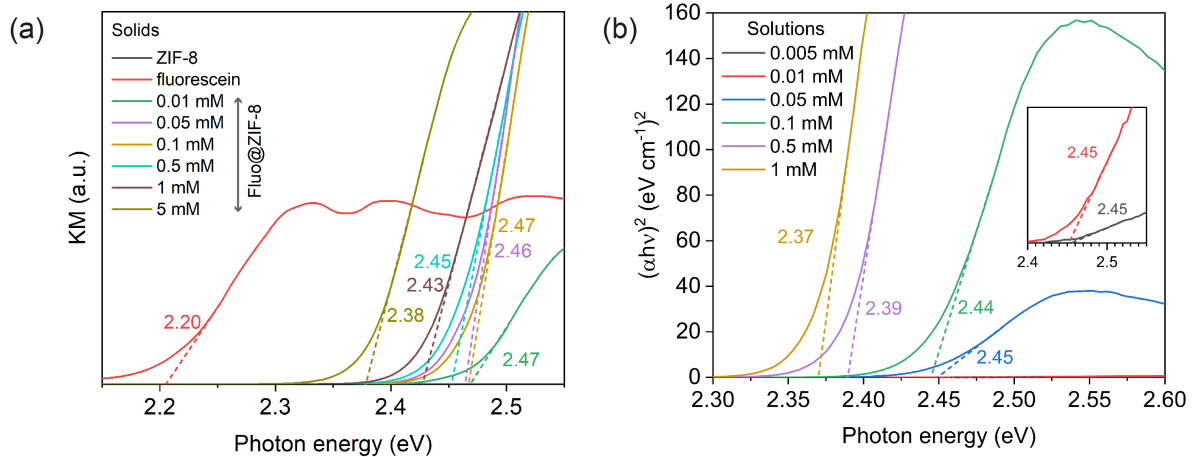 (a)
Solids
ZIF-8
fluorescein
0.01 mM
0.05 mM
0.1 mM
0.5 mM
1 mM
5 mM
Fluo@ZIF-8
KM (a.u.)
2.20
2.38
2.43
2.45
2.47
2.46
2.47
2.2
2.3
2.4
2.5
Photon energy (eV)
(b)
Solutions
0.005 mM
0.01 mM
0.05 mM
0.1 mM
0.5 mM
1 mM
(αhν)² (eV cm⁻¹)²
160
140
120
100
80
60
40
20
0
2.37
2.39
2.44
2.45
2.45
2.45
2.4
2.5
2.30
2.35
2.40
2.45
2.50
2.55
2.60
Photon energy (eV)